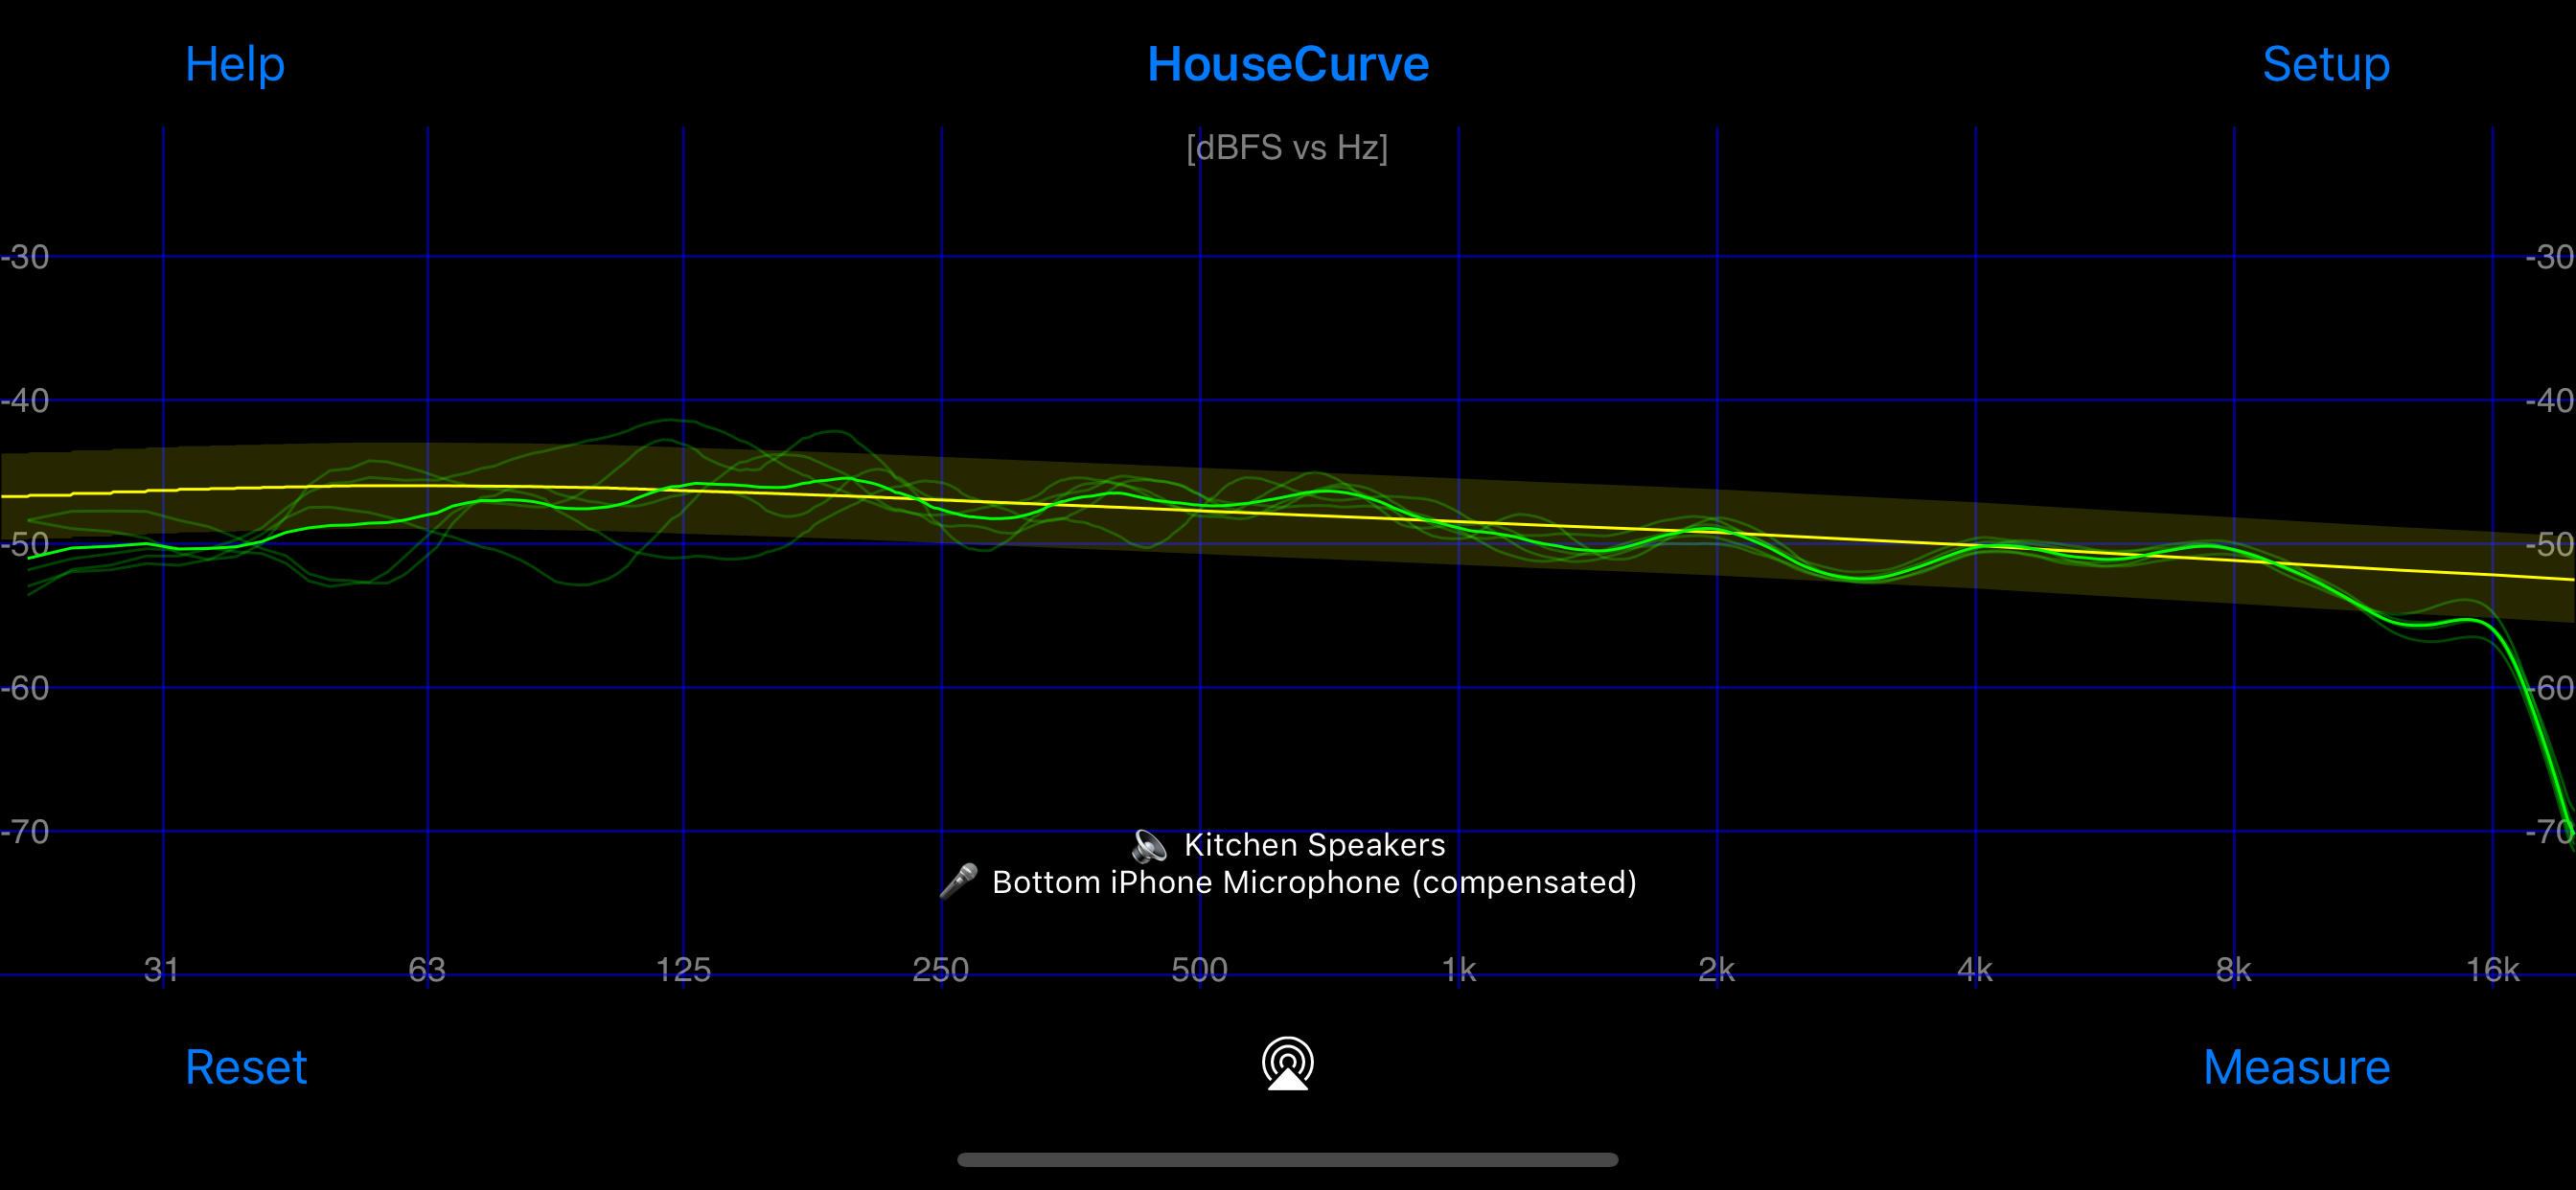 Help HouseCurve Setup
[dBFS vs Hz]
-30 -30
-40 -40
-50 -50
-60 -60
-70 -70
🔈 Kitchen Speakers
🎤 Bottom iPhone Microphone (compensated)
31 63 125 250 500 1k 2k 4k 8k 16k
Reset Measure